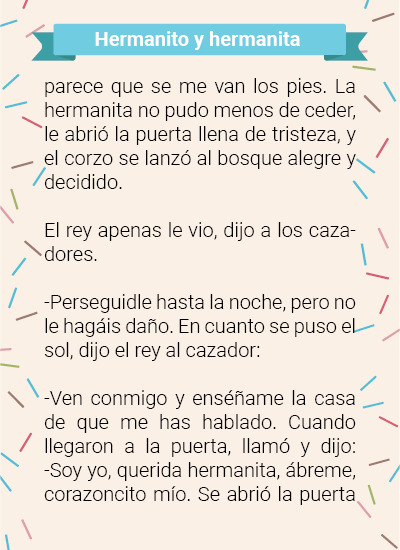 Hermanito y hermanita
parece que se me van los pies. La
hermanita no pudo menos de ceder,
le abrió la puerta llena de tristeza, y
el corzo se lanzó al bosque alegre y
decidido.
El rey apenas le vio, dijo a los caza-
dores.
-Perseguidle hasta la noche, pero no
le hagáis daño. En cuanto se puso el
sol, dijo el rey al cazador:
-Ven conmigo y enséñame la casa
de que me has hablado. Cuando
llegaron a la puerta, llamó y dijo:
-Soy yo, querida hermanita, ábreme,
corazoncito mío. Se abrió la puerta